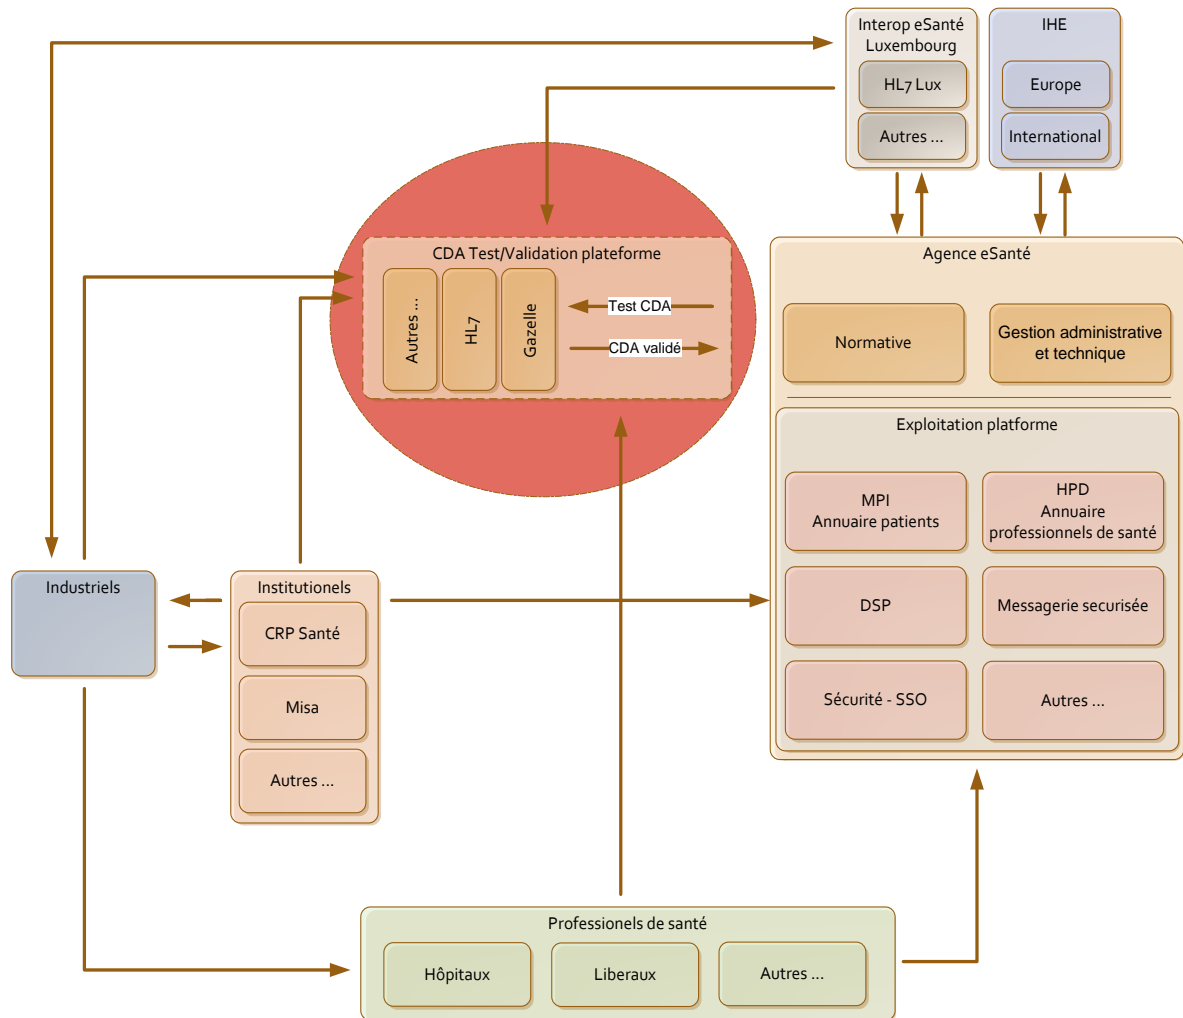 Interop eSanté
Luxembourg
HL7 Lux
Autres ...
IHE
Europe
International
CDA Test/Validation plateforme
Autres ...
HL7
Gazelle
Test CDA
CDA validé
Agence eSanté
Normative
Gestion administrative
et technique
Exploitation platforme
MPI
Annuaire patients
HPD
Annuaire
professionnels de santé
DSP
Messagerie securisée
Sécurité - SSO
Autres ...
Industriels
Institutionels
CRP Santé
Misa
Autres ...
Professionels de santé
Hôpitaux
Liberaux
Autres ...